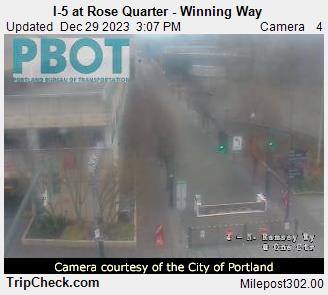 I-5 at Rose Quarter - Winning Way
Updated Dec 29 2023 3:07 PM Camera 4
PBOT
PORTLAND BUREAU OF TRANSPORTATION
Camera courtesy of the City of Portland
TripCheck.com Milepost302.00